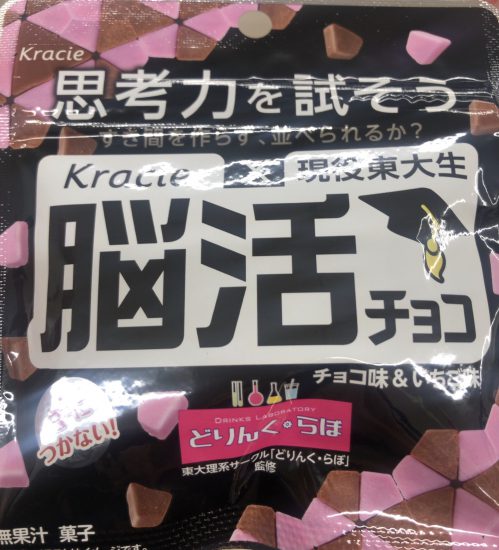 Kracie
思考力を試そう
すき間を作らず、並べられるか?
Kracie × 現役東大生
脳活チョコ
チョコ味&いちご味
つかない!
DRINKS LABORATORY
どりんく・らぼ
東大理系サークル「どりんく・らぼ」
監修
無果汁 菓子